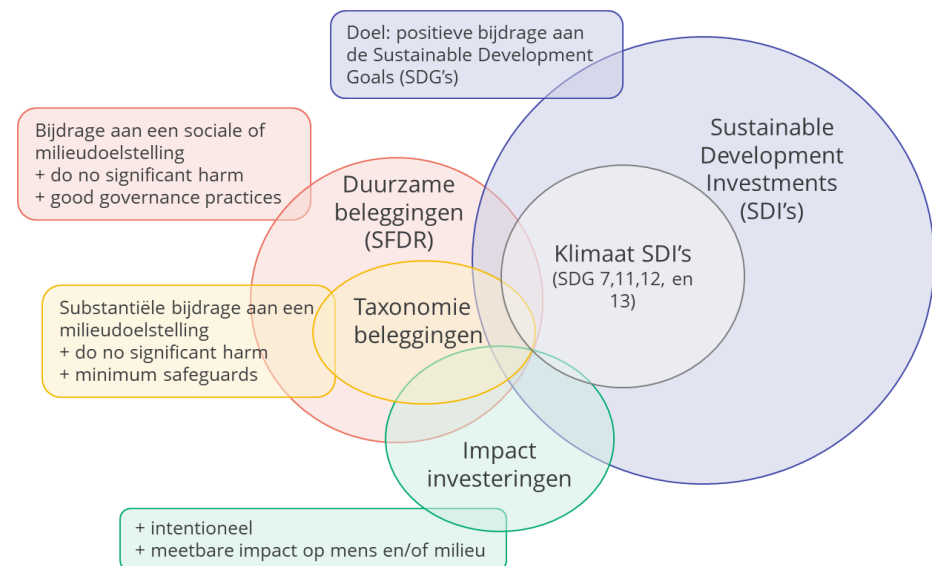 Doel: positieve bijdrage aan
de Sustainable Development
Goals (SDG's)
Bijdrage aan een sociale of
milieudoelstelling
+ do no significant harm
+ good governance practices
Sustainable
Development
Investments
(SDI's)
Duurzame
beleggingen
(SFDR)
Klimaat SDI's
(SDG 7,11,12, en
13)
Substantiële bijdrage aan een
milieudoelstelling
+ do no significant harm
+ minimum safeguards
Taxonomie
beleggingen
Impact
investeringen
+ intentioneel
+ meetbare impact op mens en/of milieu